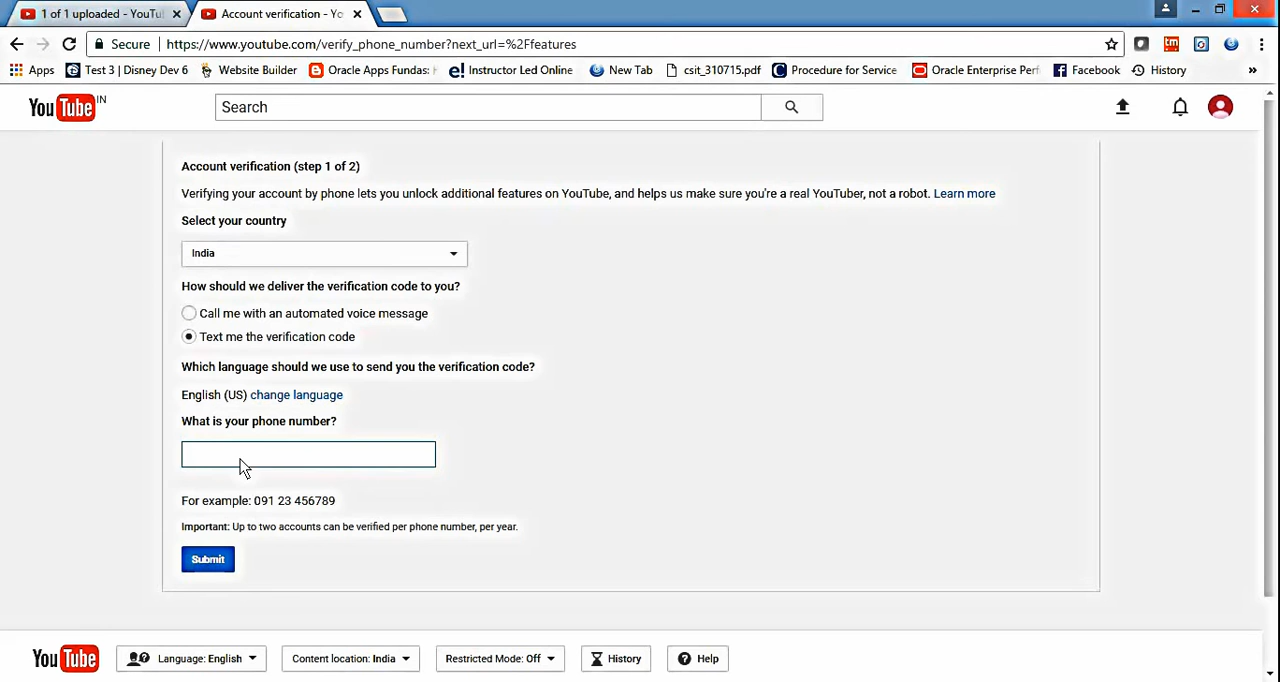 1 of 1 uploaded - YouTu
Account verification - Yo
Secure https://www.youtube.com/verify_phone_number?next_url=%2Ffeatures
Apps Test 3 | Disney Dev 6 Website Builder Oracle Apps Fundas: Instructor Led Online New Tab csit_310715.pdf Procedure for Service Oracle Enterprise Perf Facebook History »
YouTube IN
Search
Account verification (step 1 of 2)
Verifying your account by phone lets you unlock additional features on YouTube, and helps us make sure you're a real YouTuber, not a robot. Learn more
Select your country
India
How should we deliver the verification code to you?
Call me with an automated voice message
Text me the verification code
Which language should we use to send you the verification code?
English (US) change language
What is your phone number?
For example: 091 23 456789
Important: Up to two accounts can be verified per phone number, per year.
Submit
YouTube Language: English Content location: India Restricted Mode: Off History Help